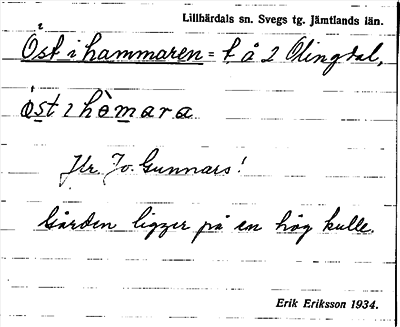 Lillhärdals sn. Svegs tg. Jämtlands län.
Öst i hammaren = t å 2 Olingdal,
öst i hòmara
Jfr Jo. Gunnars!
Gården ligger på en hög kulle.
Erik Eriksson 1934.